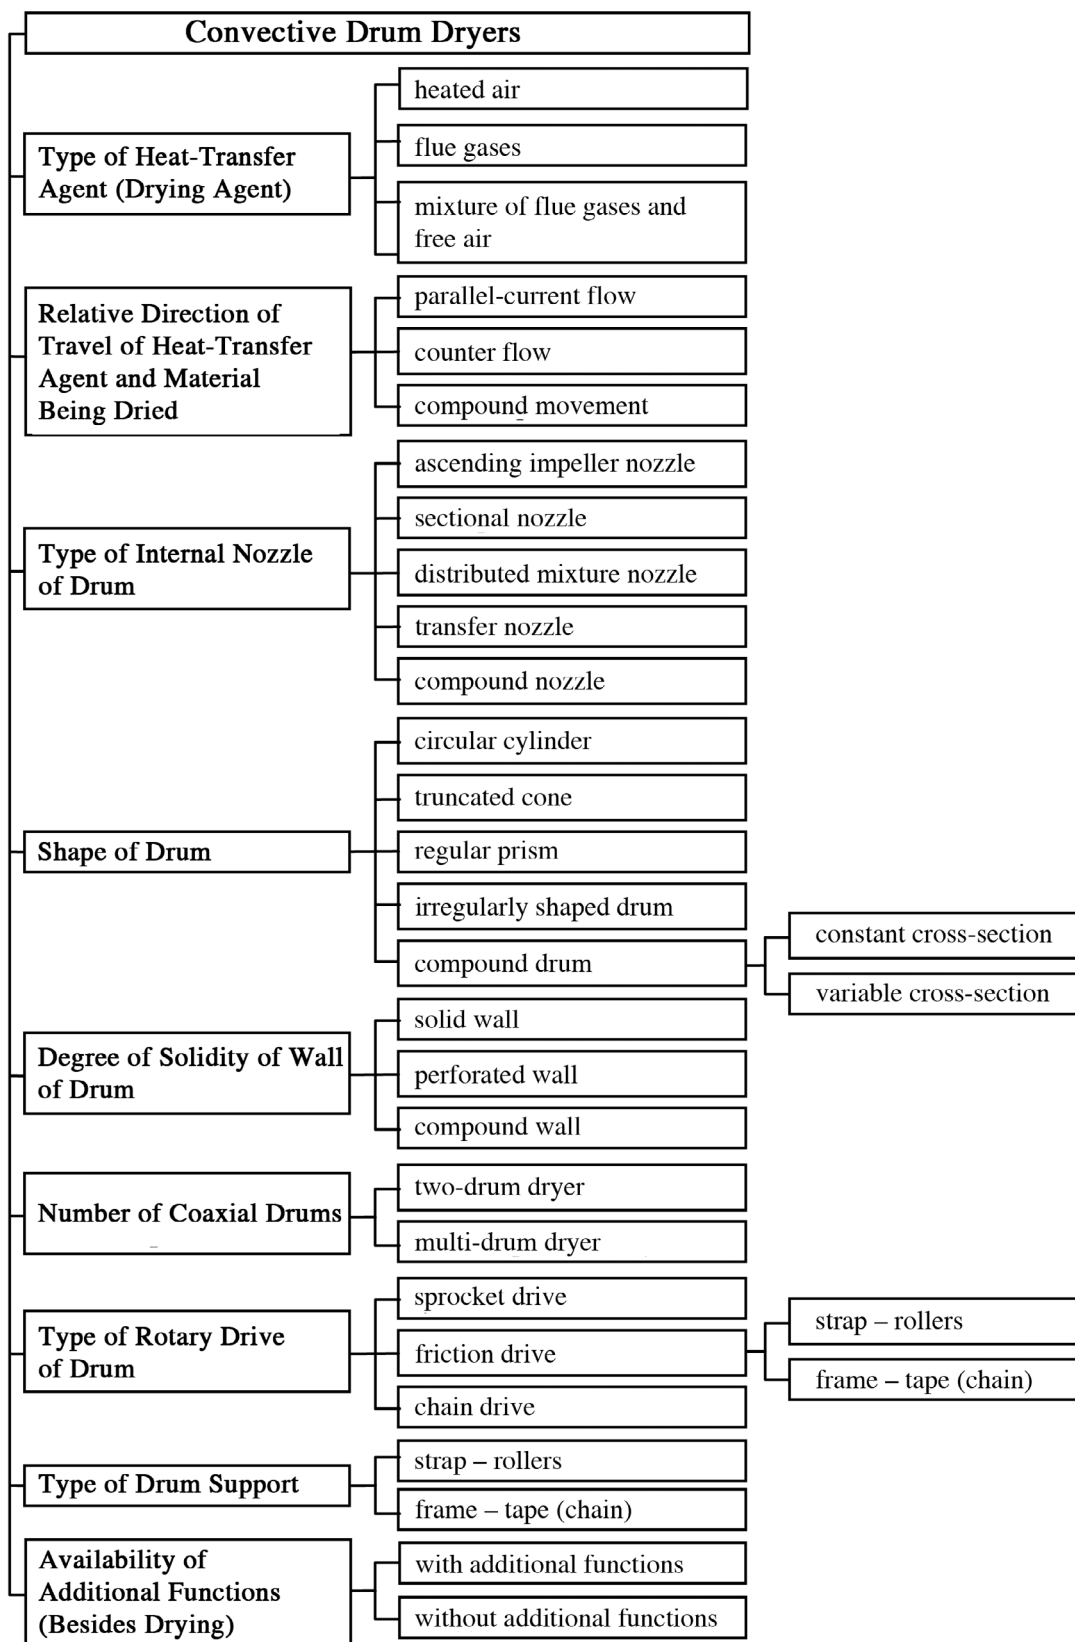 Convective Drum Dryers
Type of Heat-Transfer
Agent (Drying Agent)
heated air
flue gases
mixture of flue gases and
free air
Relative Direction of
Travel of Heat-Transfer
Agent and Material
Being Dried
parallel-current flow
counter flow
compound movement
Type of Internal Nozzle
of Drum
ascending impeller nozzle
sectional nozzle
distributed mixture nozzle
transfer nozzle
compound nozzle
Shape of Drum
circular cylinder
truncated cone
regular prism
irregularly shaped drum
compound drum
constant cross-section
variable cross-section
Degree of Solidity of Wall
of Drum
solid wall
perforated wall
compound wall
Number of Coaxial Drums
two-drum dryer
multi-drum dryer
Type of Rotary Drive
of Drum
sprocket drive
friction drive
chain drive
strap – rollers
frame – tape (chain)
Type of Drum Support
strap – rollers
frame – tape (chain)
Availability of
Additional Functions
(Besides Drying)
with additional functions
without additional functions